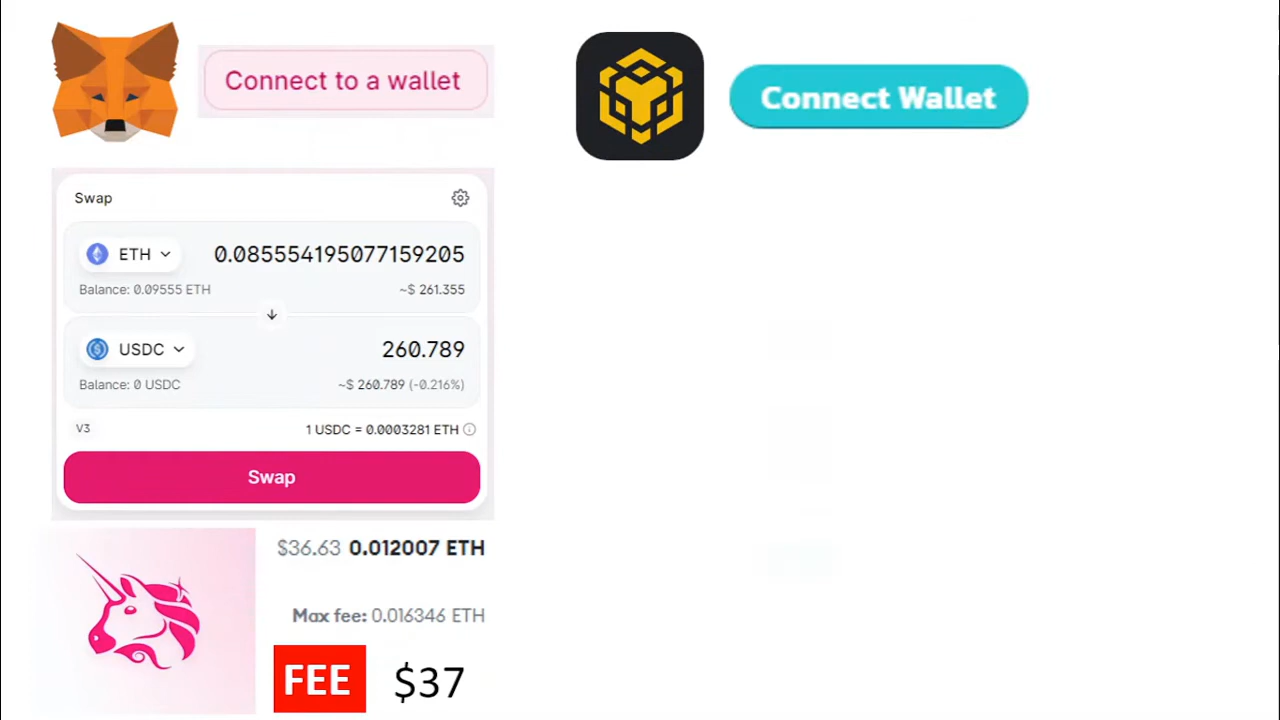 Connect to a wallet
Connect Wallet
Swap
ETH 0.085554195077159205
Balance: 0.09555 ETH ~$ 261.355
USDC 260.789
Balance: 0 USDC ~$ 260.789 (-0.216%)
V3 1 USDC = 0.0003281 ETH
Swap
$36.63 0.012007 ETH
Max fee: 0.016346 ETH
FEE $37